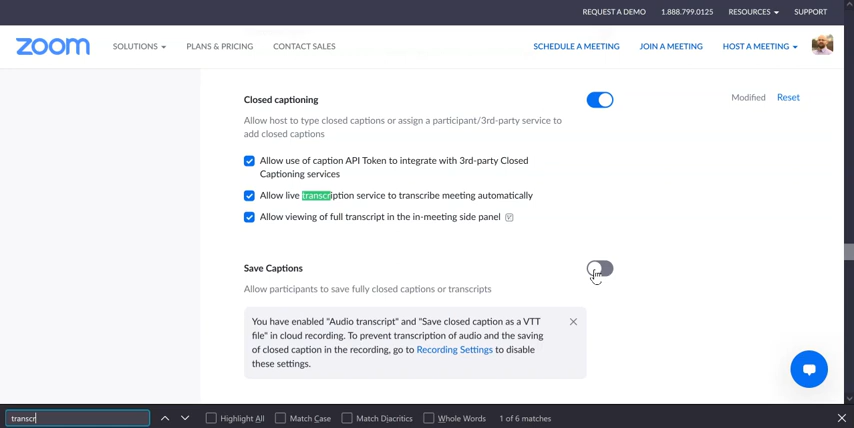 REQUEST A DEMO 1.888.799.0125 RESOURCES SUPPORT
zoom SOLUTIONS PLANS & PRICING CONTACT SALES SCHEDULE A MEETING JOIN A MEETING HOST A MEETING
Closed captioning Modified Reset
Allow host to type closed captions or assign a participant/3rd-party service to
add closed captions
Allow use of caption API Token to integrate with 3rd-party Closed
Captioning services
Allow live transcription service to transcribe meeting automatically
Allow viewing of full transcript in the in-meeting side panel
Save Captions
Allow participants to save fully closed captions or transcripts
You have enabled "Audio transcript" and "Save closed caption as a VTT
file" in cloud recording. To prevent transcription of audio and the saving
of closed caption in the recording, go to Recording Settings to disable
these settings.
transcr Highlight All Match Case Match Diacritics Whole Words 1 of 6 matches